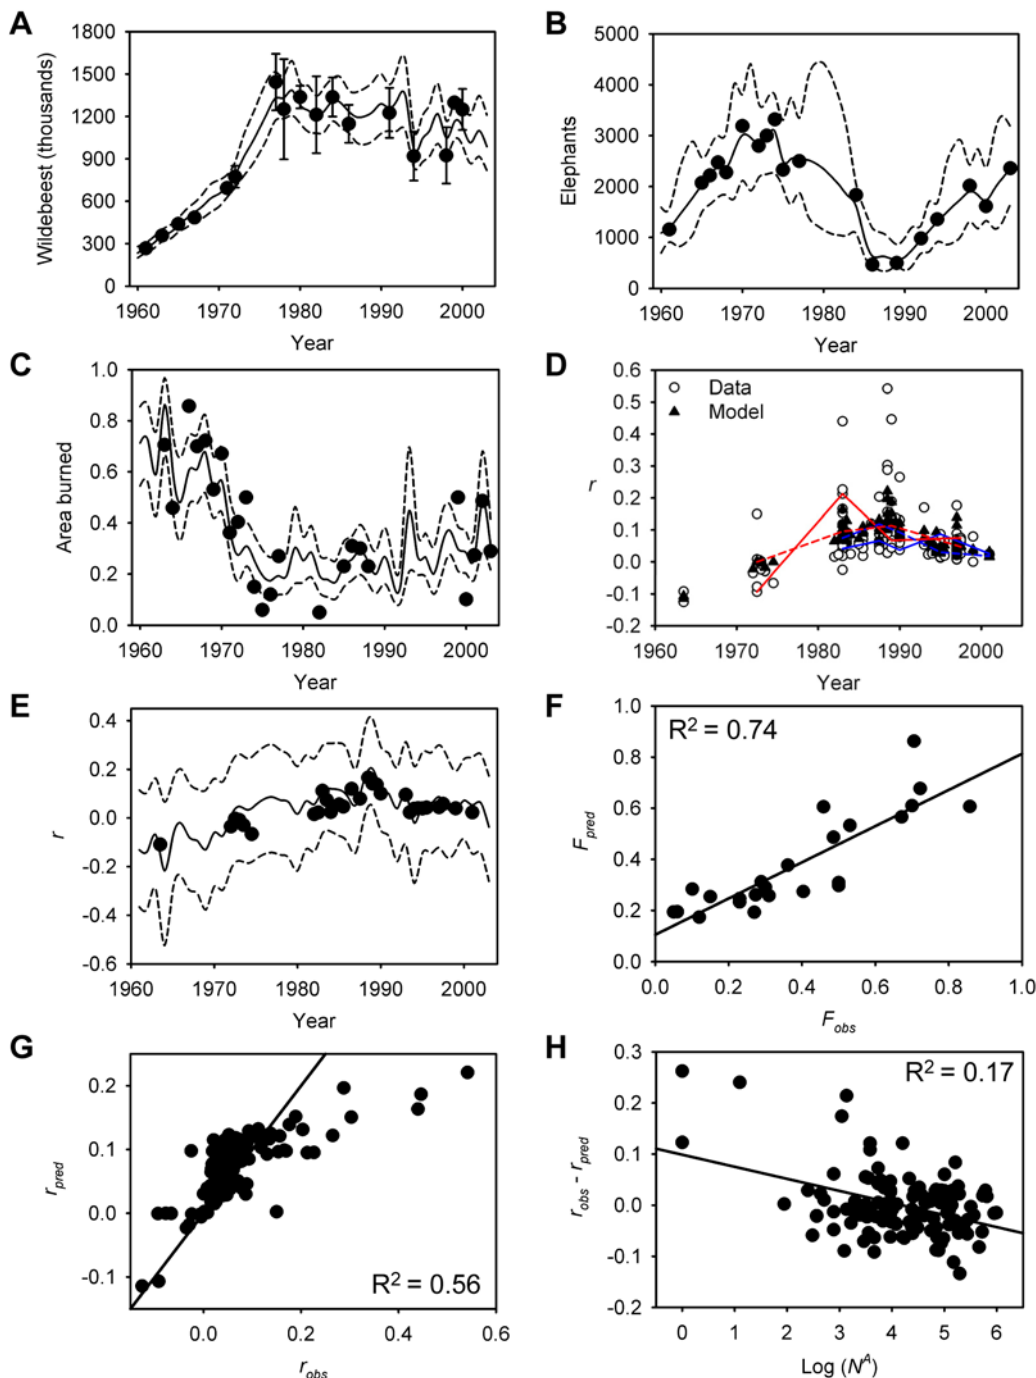 A
Wildebeest (thousands)
1800
1500
1200
900
600
300
0
1960 1970 1980 1990 2000
Year
B
Elephants
5000
4000
3000
2000
1000
0
1960 1970 1980 1990 2000
Year
C
Area burned
1.0
0.8
0.6
0.4
0.2
0.0
1960 1970 1980 1990 2000
Year
D
r
0.6
0.5
0.4
0.3
0.2
0.1
0.0
-0.1
-0.2
Data
Model
1960 1970 1980 1990 2000
Year
E
r
0.4
0.2
0.0
-0.2
-0.4
-0.6
1960 1970 1980 1990 2000
Year
F
R² = 0.74
F_pred
1.0
0.8
0.6
0.4
0.2
0.0
0.0 0.2 0.4 0.6 0.8 1.0
F_obs
G
r_pred
0.2
0.1
0.0
-0.1
R² = 0.56
0.0 0.2 0.4 0.6
r_obs
H
r_obs - r_pred
0.3
0.2
0.1
0.0
-0.1
-0.2
R² = 0.17
0 1 2 3 4 5 6
Log (Nᴬ)